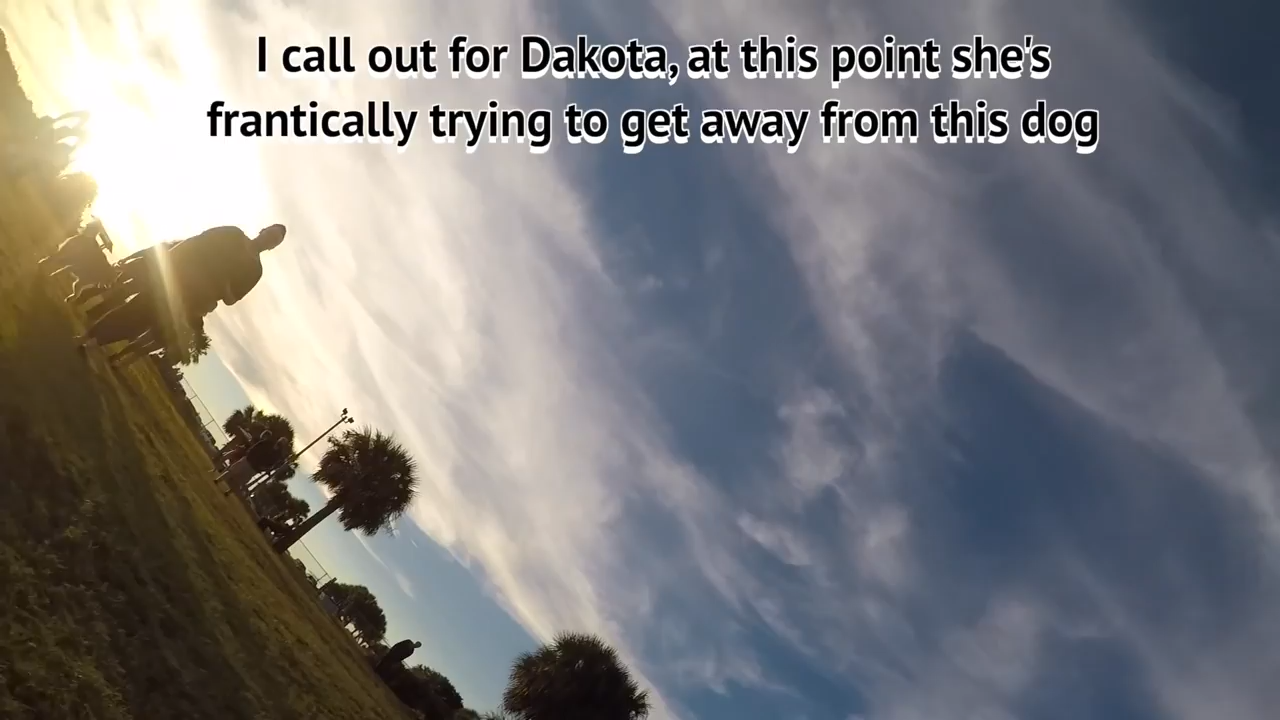 I call out for Dakota, at this point she's
frantically trying to get away from this dog